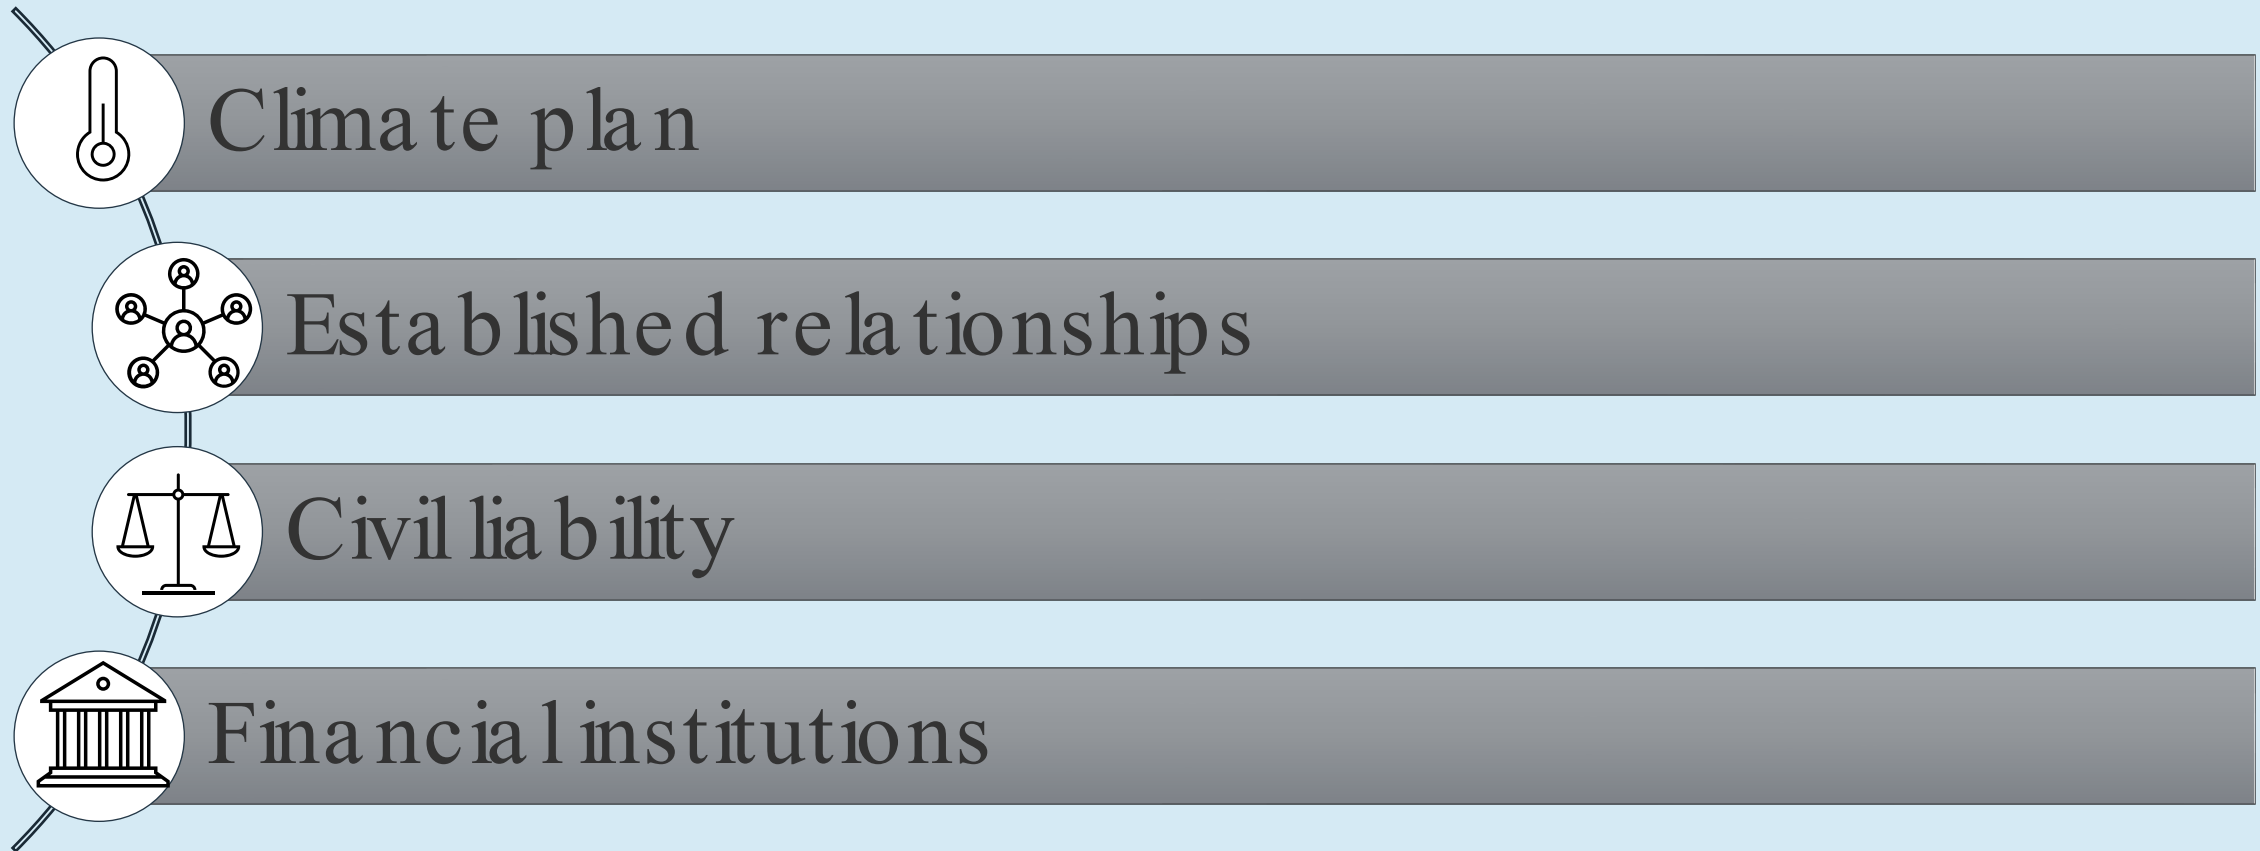 Climate plan
Established relationships
Civil liability
Financial institutions